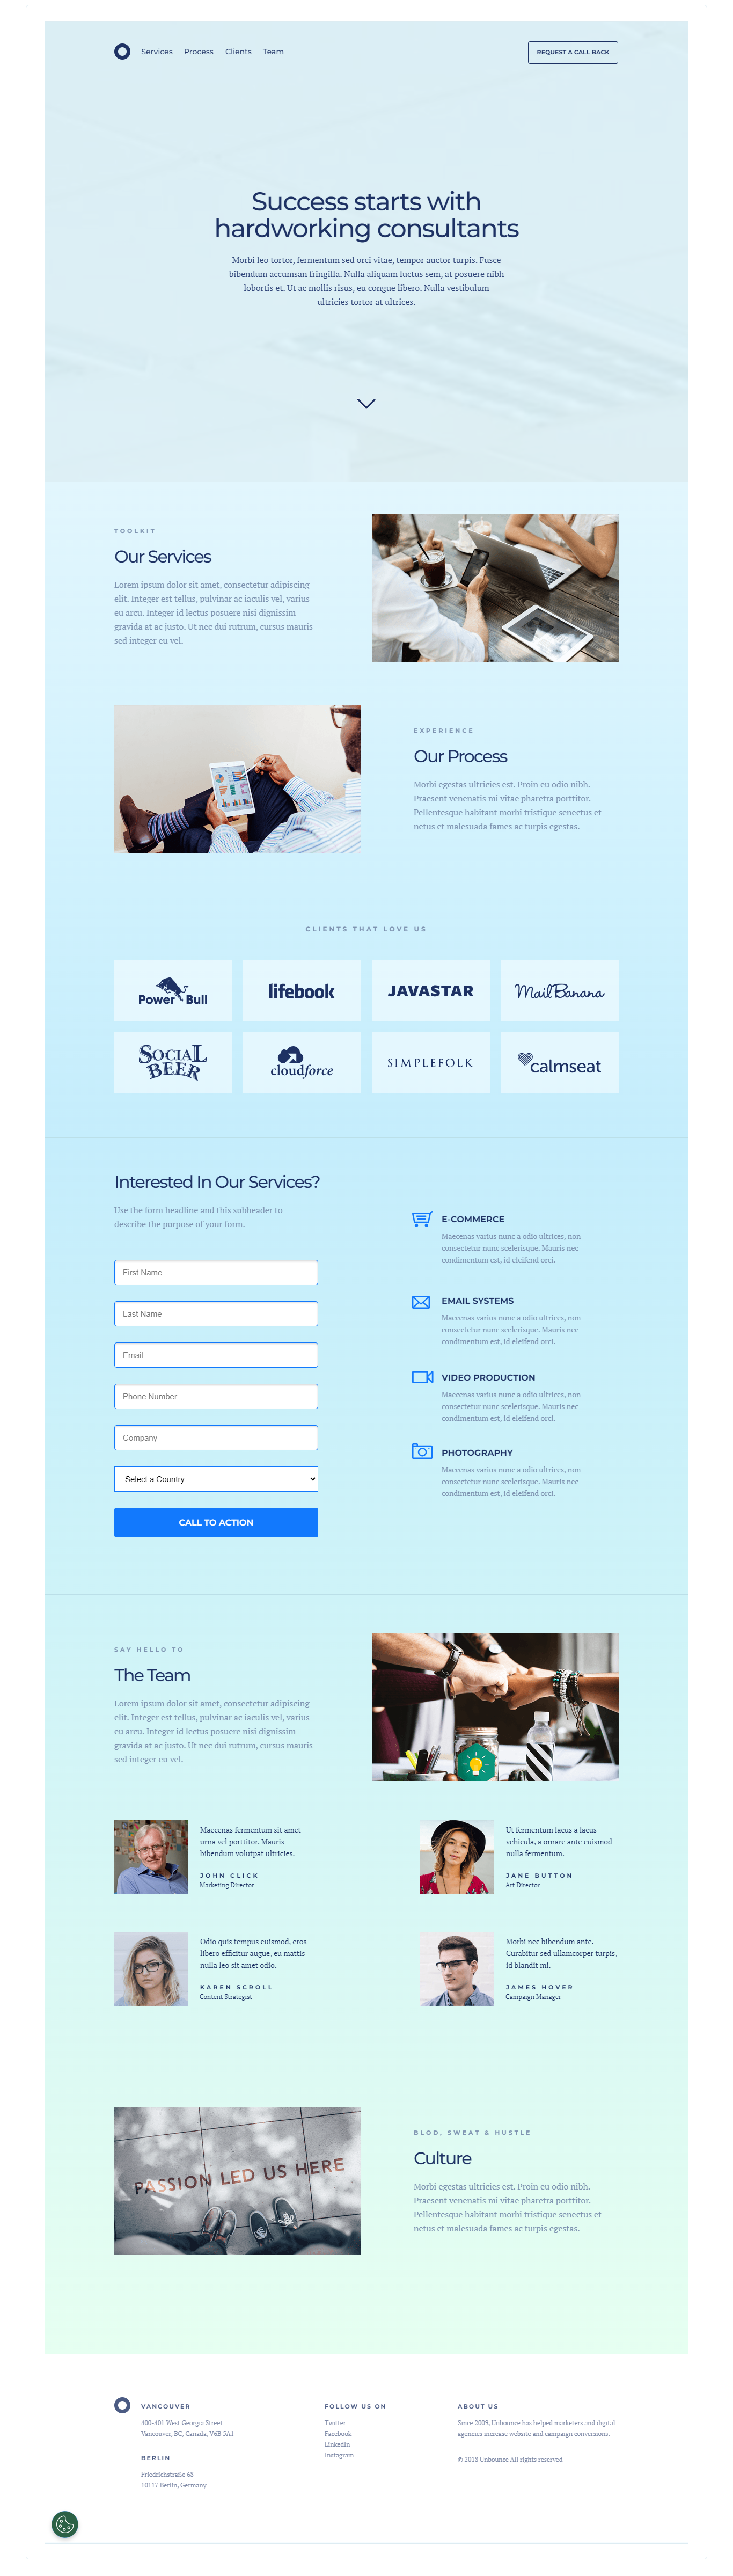 Services Process Clients Team
REQUEST A CALL BACK
Success starts with
hardworking consultants
Morbi leo tortor, fermentum sed orci vitae, tempor auctor turpis. Fusce
bibendum accumsan fringilla. Nulla aliquam luctus sem, at posuere nibh
lobortis et. Ut ac mollis risus, eu congue libero. Nulla vestibulum
ultricies tortor at ultrices.
TOOLKIT
Our Services
Lorem ipsum dolor sit amet, consectetur adipiscing
elit. Integer est tellus, pulvinar ac iaculis vel, varius
eu arcu. Integer id lectus posuere nisi dignissim
gravida at ac justo. Ut nec dui rutrum, cursus mauris
sed integer eu vel.
EXPERIENCE
Our Process
Morbi egestas ultricies est. Proin eu odio nibh.
Praesent venenatis mi vitae pharetra porttitor.
Pellentesque habitant morbi tristique senectus et
netus et malesuada fames ac turpis egestas.
CLIENTS THAT LOVE US
Power Bull
lifebook
JAVASTAR
MailBanana
SOCIAL
BEER
cloudforce
SIMPLEFOLK
calmseat
Interested In Our Services?
Use the form headline and this subheader to
describe the purpose of your form.
First Name
Last Name
Email
Phone Number
Company
Select a Country
CALL TO ACTION
E-COMMERCE
Maecenas varius nunc a odio ultrices, non
consectetur nunc scelerisque. Mauris nec
condimentum est, id eleifend orci.
EMAIL SYSTEMS
Maecenas varius nunc a odio ultrices, non
consectetur nunc scelerisque. Mauris nec
condimentum est, id eleifend orci.
VIDEO PRODUCTION
Maecenas varius nunc a odio ultrices, non
consectetur nunc scelerisque. Mauris nec
condimentum est, id eleifend orci.
PHOTOGRAPHY
Maecenas varius nunc a odio ultrices, non
consectetur nunc scelerisque. Mauris nec
condimentum est, id eleifend orci.
SAY HELLO TO
The Team
Lorem ipsum dolor sit amet, consectetur adipiscing
elit. Integer est tellus, pulvinar ac iaculis vel, varius
eu arcu. Integer id lectus posuere nisi dignissim
gravida at ac justo. Ut nec dui rutrum, cursus mauris
sed integer eu vel.
Maecenas fermentum sit amet
urna vel porttitor. Mauris
bibendum volutpat ultricies.
JOHN CLICK
Marketing Director
Ut fermentum lacus a lacus
vehicula, a ornare ante euismod
nulla fermentum.
JANE BUTTON
Art Director
Odio quis tempus euismod, eros
libero efficitur augue, eu mattis
nulla leo sit amet odio.
KAREN SCROLL
Content Strategist
Morbi nec bibendum ante.
Curabitur sed ullamcorper turpis,
id blandit mi.
JAMES HOVER
Campaign Manager
PASSION LED US HERE
BLOD, SWEAT & HUSTLE
Culture
Morbi egestas ultricies est. Proin eu odio nibh.
Praesent venenatis mi vitae pharetra porttitor.
Pellentesque habitant morbi tristique senectus et
netus et malesuada fames ac turpis egestas.
VANCOUVER
400-401 West Georgia Street
Vancouver, BC, Canada, V6B 5A1
BERLIN
Friedrichstraße 68
10117 Berlin, Germany
FOLLOW US ON
Twitter
Facebook
LinkedIn
Instagram
ABOUT US
Since 2009, Unbounce has helped marketers and digital
agencies increase website and campaign conversions.
© 2018 Unbounce All rights reserved